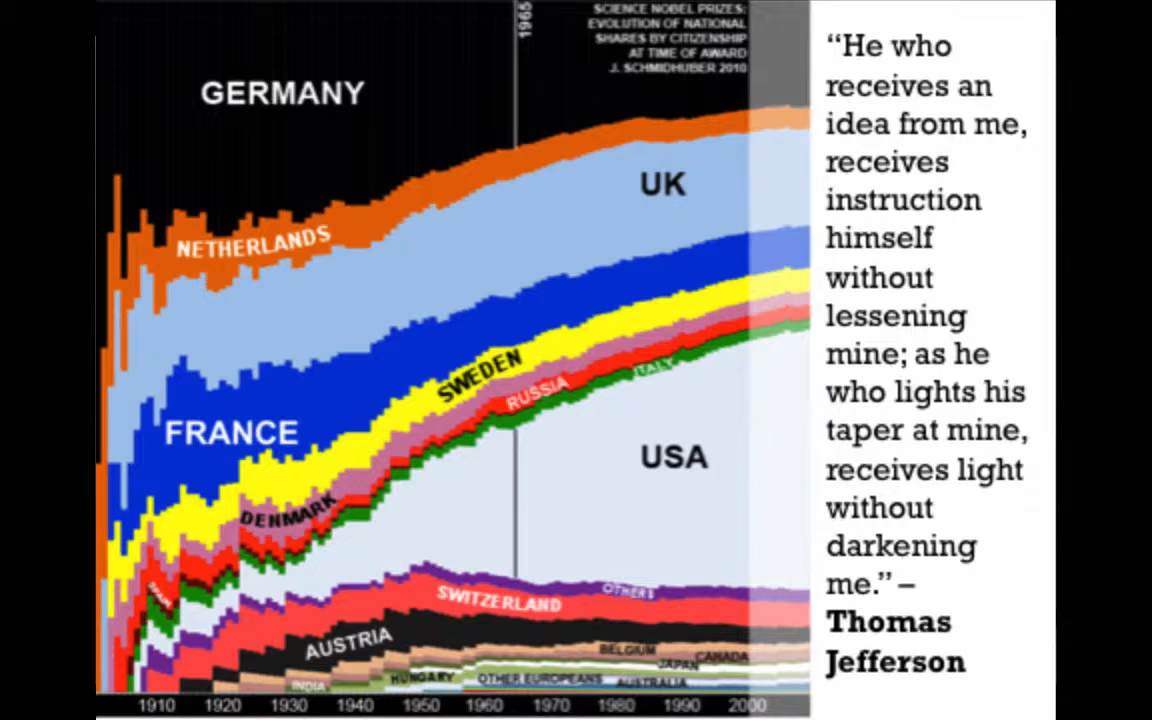 1965
SCIENCE NOBEL PRIZES:
EVOLUTION OF NATIONAL
SHARES BY CITIZENSHIP
AT TIME OF AWARD
J. SCHMIDHUBER 2010
GERMANY
UK
NETHERLANDS
FRANCE
SWEDEN
RUSSIA
ITALY
USA
DENMARK
SPAIN
OTHERS
SWITZERLAND
AUSTRIA
BELGIUM
CANADA
JAPAN
INDIA
HUNGARY
OTHER EUROPEANS
AUSTRALIA
1910 1920 1930 1940 1950 1960 1970 1980 1990 2000
“He who
receives an
idea from me,
receives
instruction
himself
without
lessening
mine; as he
who lights his
taper at mine,
receives light
without
darkening
me.” –
Thomas
Jefferson